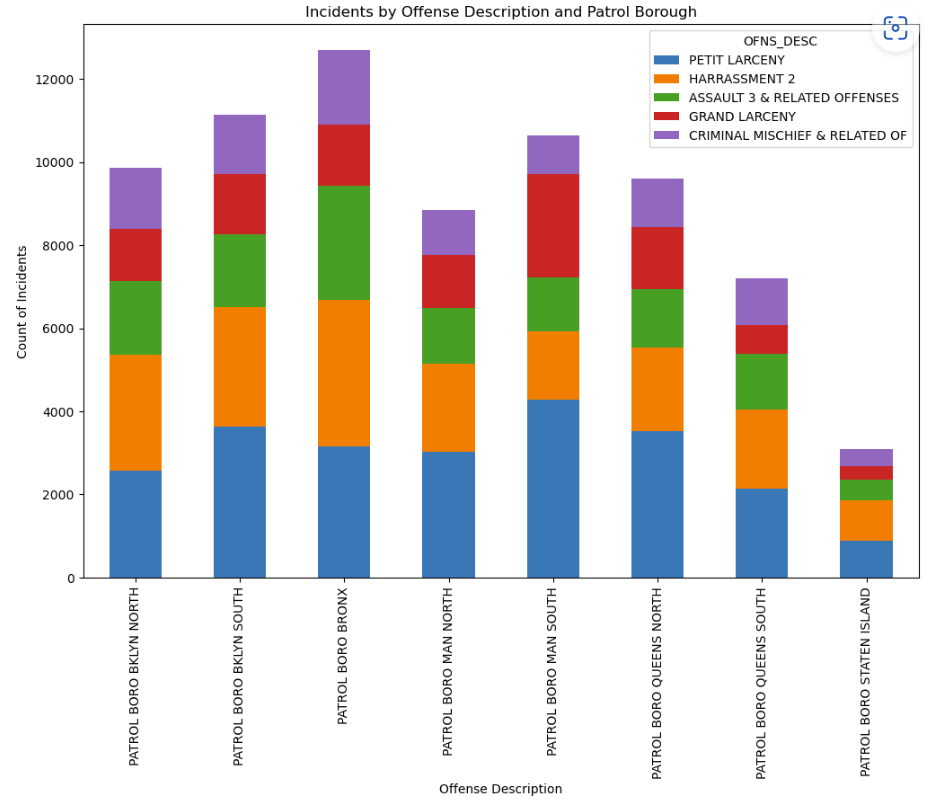 Incidents by Offense Description and Patrol Borough
OFNS_DESC
PETIT LARCENY
HARRASSMENT 2
ASSAULT 3 & RELATED OFFENSES
GRAND LARCENY
CRIMINAL MISCHIEF & RELATED OF
Count of Incidents
12000
10000
8000
6000
4000
2000
0
PATROL BORO BKLYN NORTH
PATROL BORO BKLYN SOUTH
PATROL BORO BRONX
PATROL BORO MAN NORTH
PATROL BORO MAN SOUTH
PATROL BORO QUEENS NORTH
PATROL BORO QUEENS SOUTH
PATROL BORO STATEN ISLAND
Offense Description